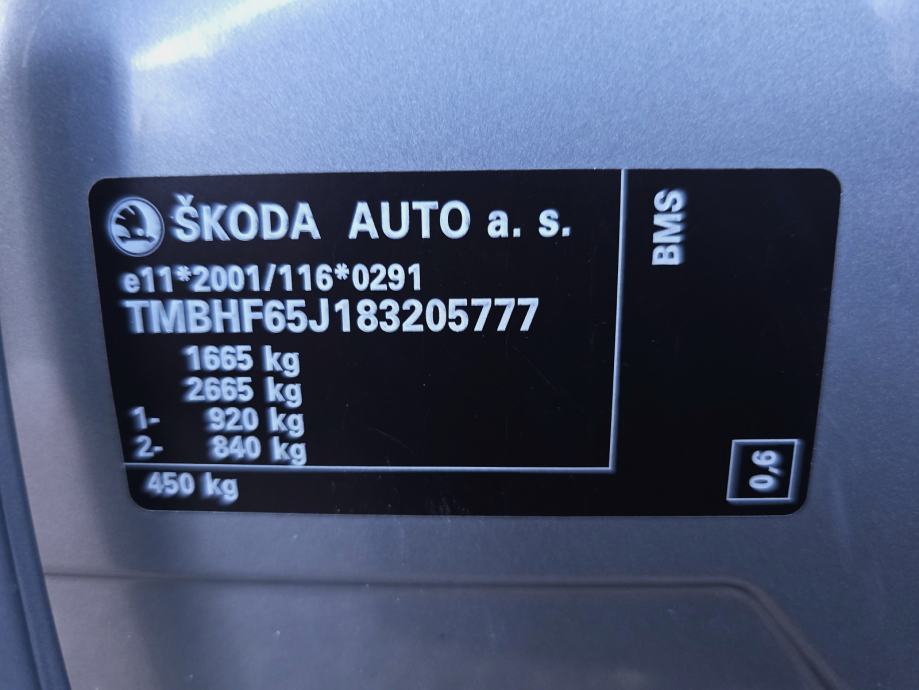 ŠKODA AUTO a. s.
e11*2001/116*0291
TMBHF65J183205777
1665 kg
2665 kg
1- 920 kg
2- 840 kg
450 kg
BMS
0,6